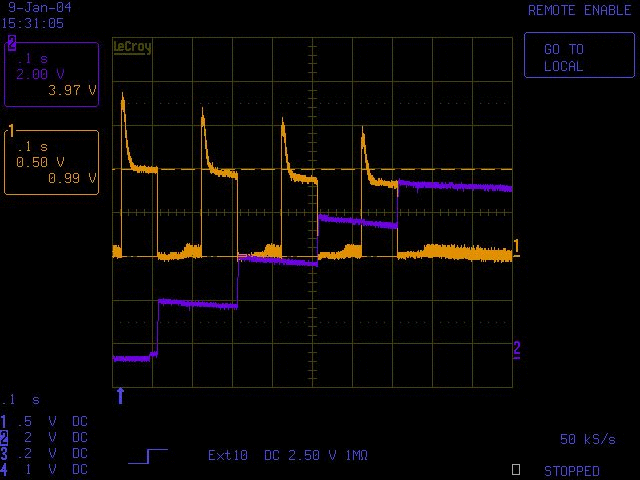 9-Jan-04
15:31:05
REMOTE ENABLE
2
.1 s
2.00 V
3.97 V
LeCroy
GO TO
LOCAL
1
.1 s
0.50 V
0.99 V
1
2
.1 s
1 .5 V DC
2 2 V DC
3 .2 V DC
4 1 V DC
Ext10 DC 2.50 V 1MΩ
50 kS/s
STOPPED